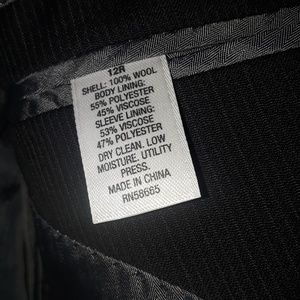 12R
SHELL: 100% WOOL
BODY LINING:
55% POLYESTER
45% VISCOSE
SLEEVE LINING:
53% VISCOSE
47% POLYESTER
DRY CLEAN. LOW
MOISTURE. UTILITY
PRESS.
MADE IN CHINA
RN58665